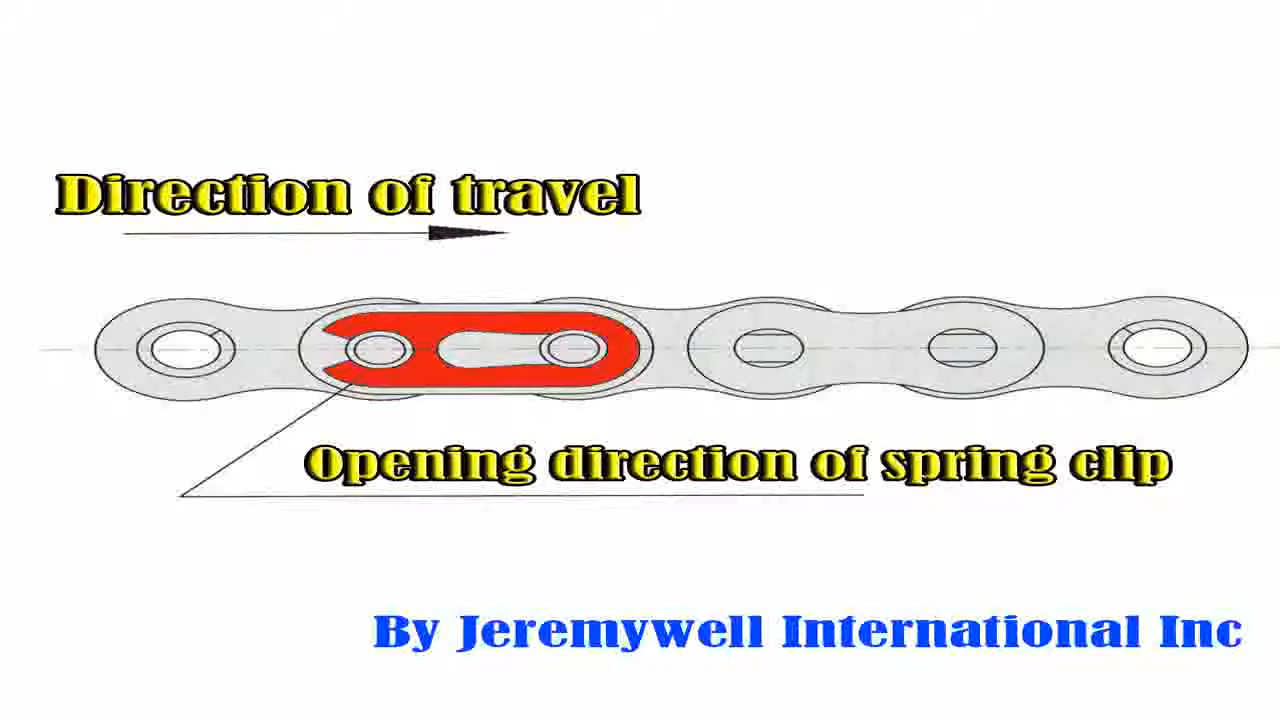 Direction of travel
Opening direction of spring clip
By Jeremywell International Inc